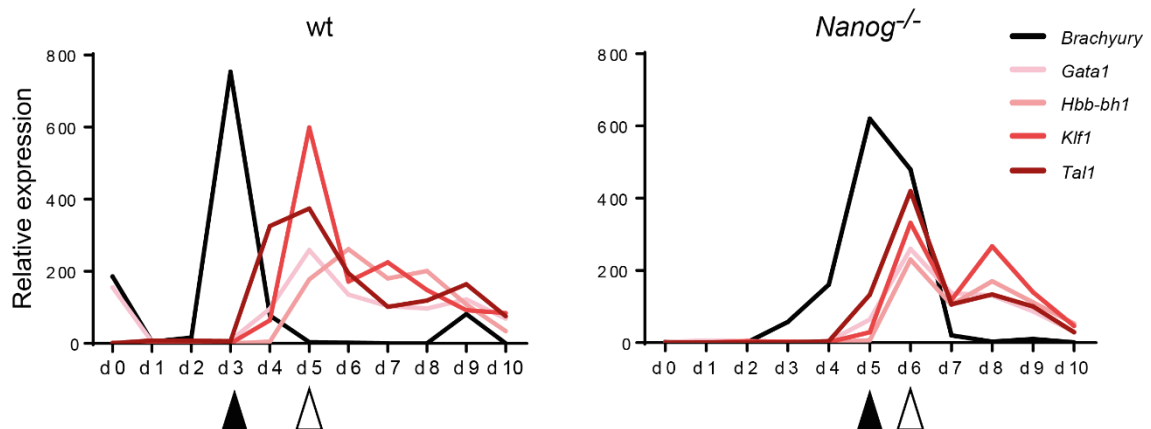 wt
Nanog-/-
Relative expression
800
600
400
200
0
d0 d1 d2 d3 d4 d5 d6 d7 d8 d9 d10
800
600
400
200
0
d0 d1 d2 d3 d4 d5 d6 d7 d8 d9 d10
Brachyury
Gata1
Hbb-bh1
Klf1
Tal1